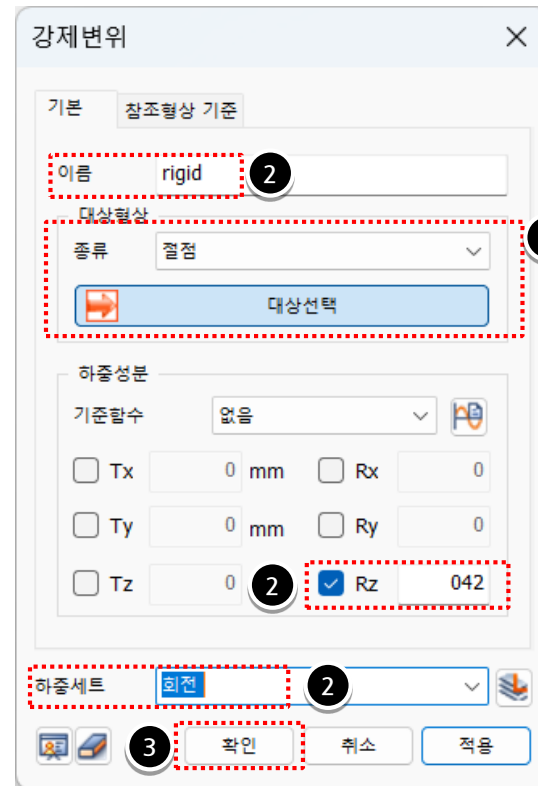 강제변위
기본 참조형상 기준
이름 rigid 2
대상형상
종류 절점
대상선택
하중성분
기준함수 없음
Tx 0 mm Rx 0
Ty 0 mm Ry 0
Tz 0 2 Rz 042
하중세트 회전 2
3 확인 취소 적용